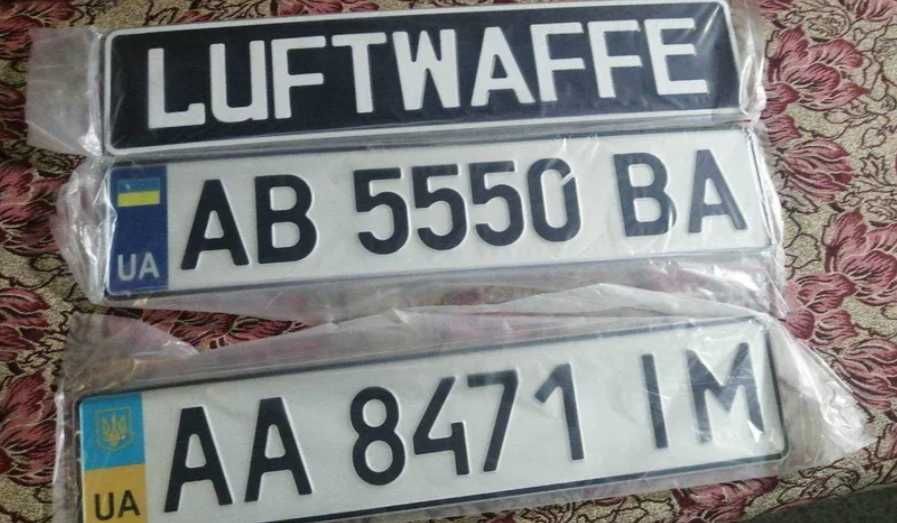 LUFTWAFFE
UA AB 5550 BA
UA AA 8471 IM